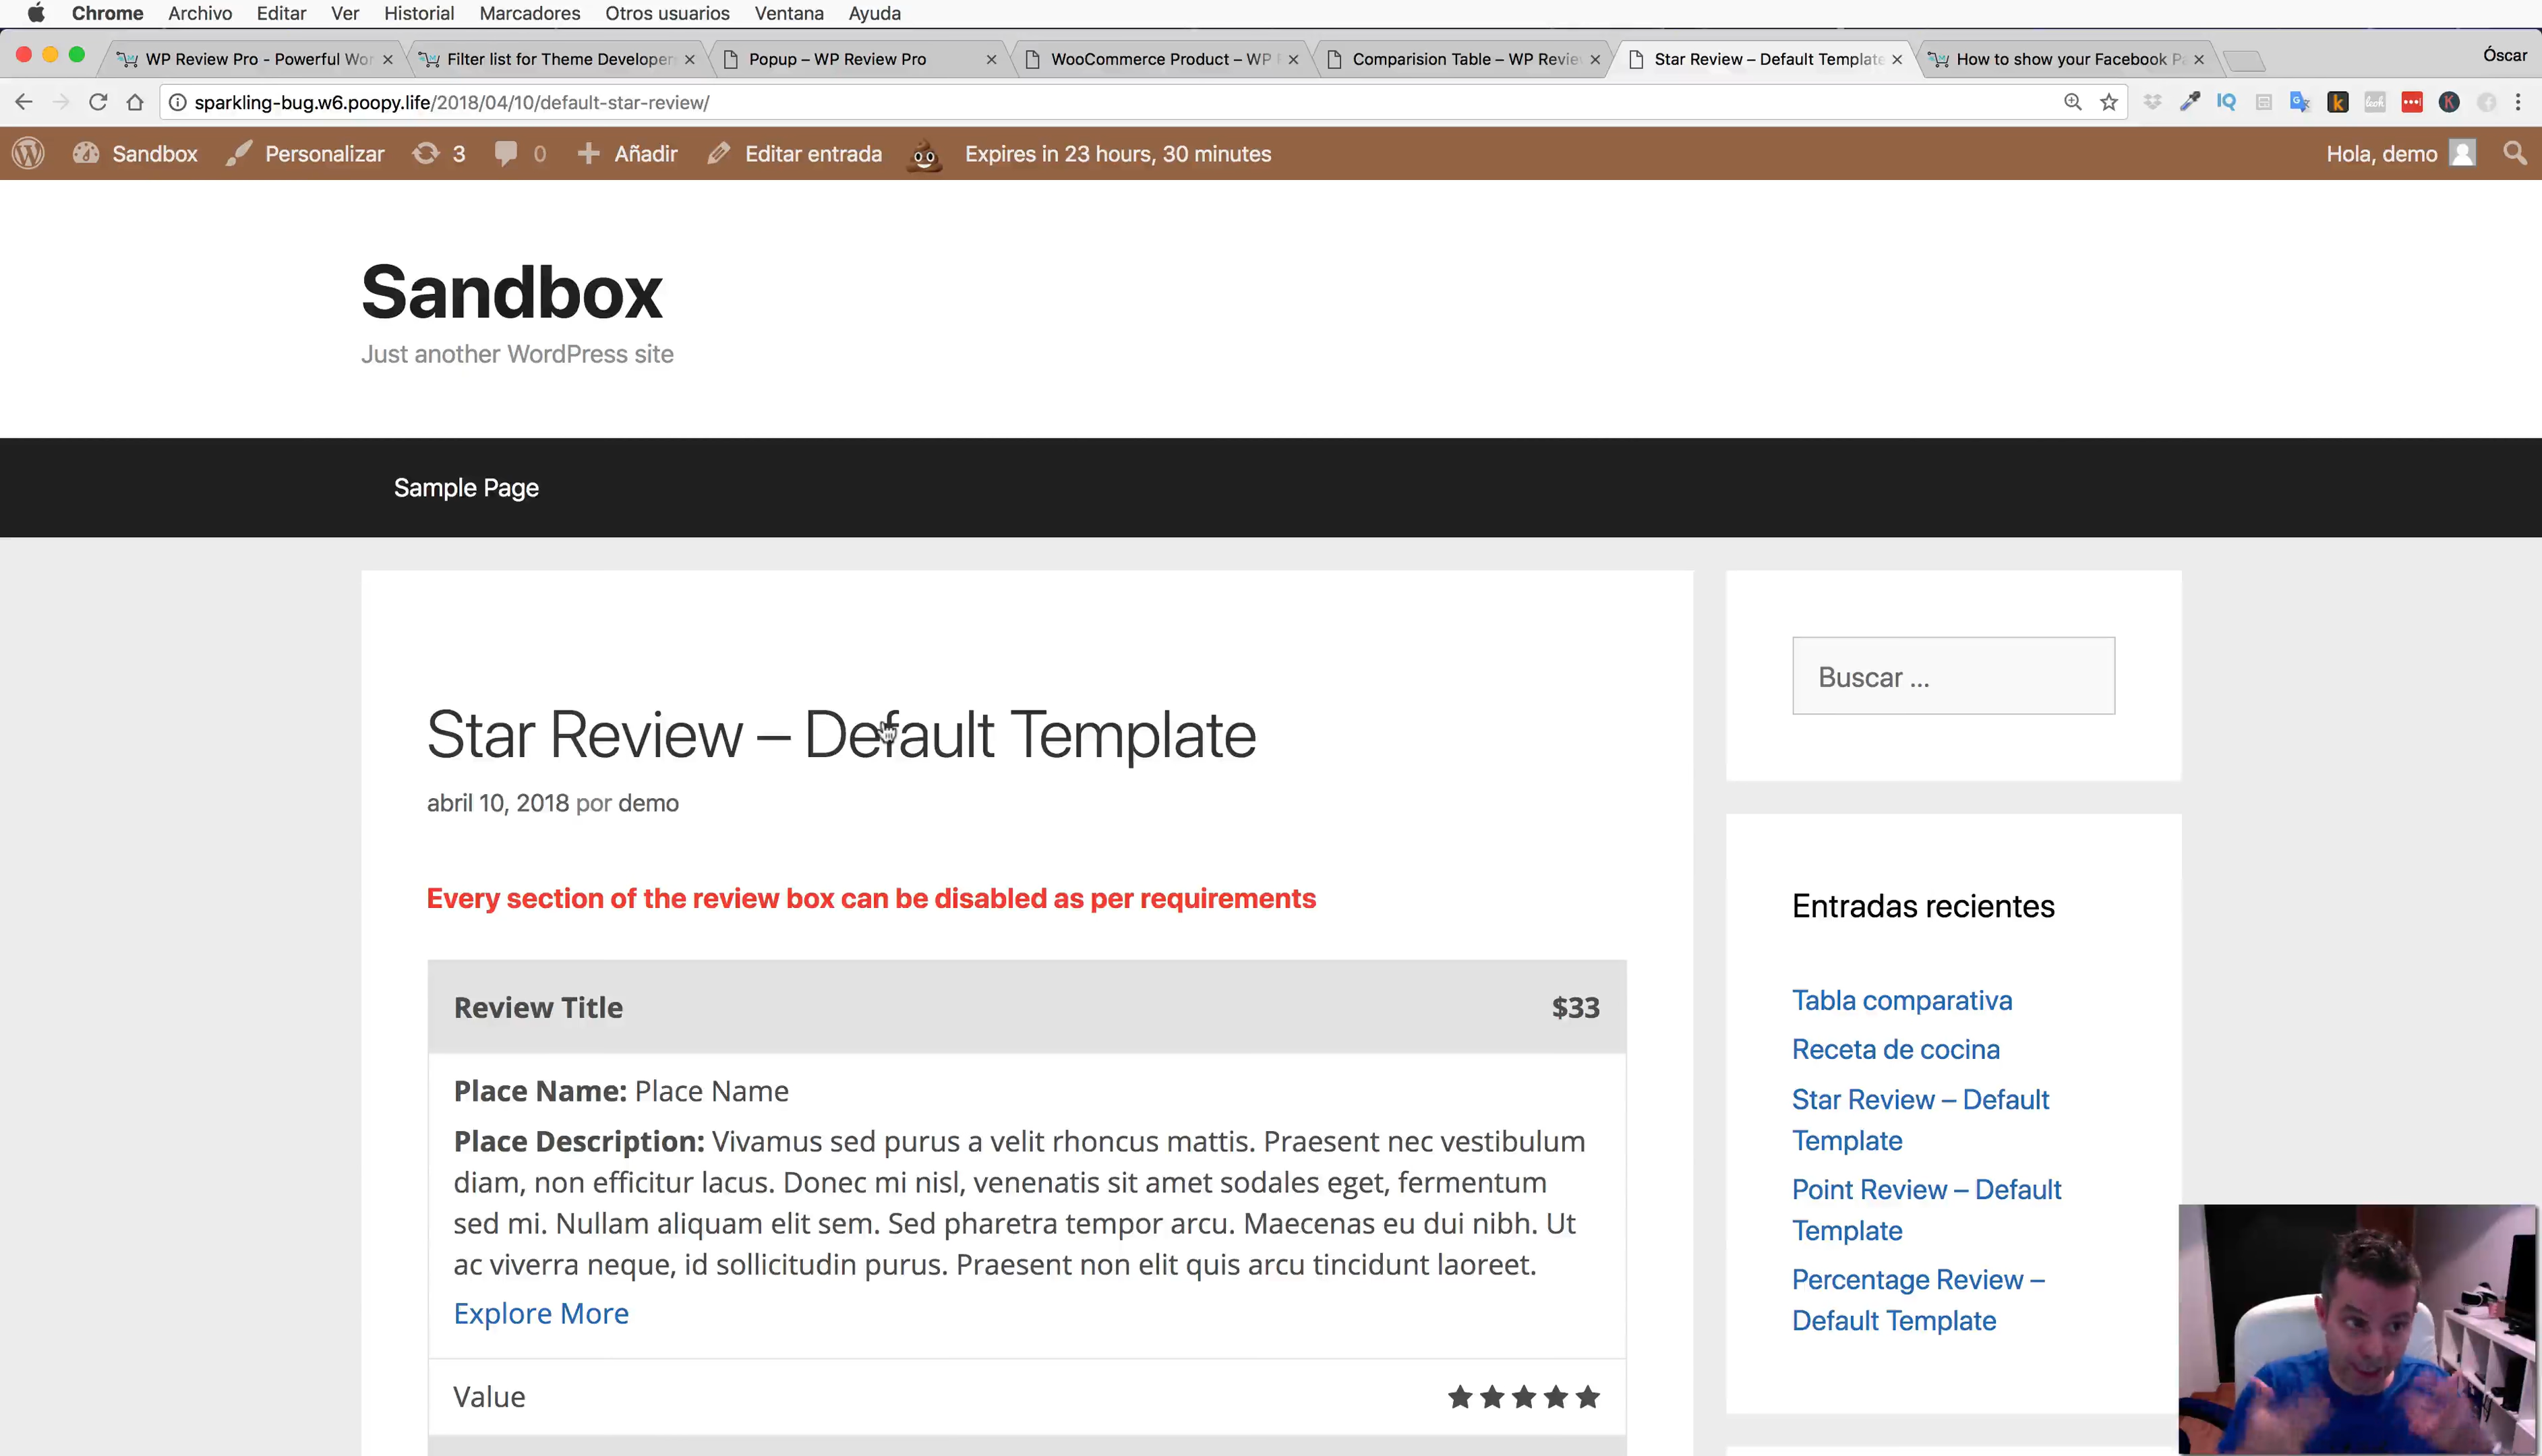 Chrome Archivo Editar Ver Historial Marcadores Otros usuarios Ventana Ayuda
WP Review Pro - Powerful Wor
Filter list for Theme Developer
Popup – WP Review Pro
WooCommerce Product – WP
Comparision Table – WP Revie
Star Review – Default Template
How to show your Facebook P
Óscar
sparkling-bug.w6.poopy.life/2018/04/10/default-star-review/
Sandbox Personalizar 3 0 Añadir Editar entrada Expires in 23 hours, 30 minutes Hola, demo
Sandbox
Just another WordPress site
Sample Page
Star Review – Default Template
abril 10, 2018 por demo
Every section of the review box can be disabled as per requirements
Review Title $33
Place Name: Place Name
Place Description: Vivamus sed purus a velit rhoncus mattis. Praesent nec vestibulum
diam, non efficitur lacus. Donec mi nisl, venenatis sit amet sodales eget, fermentum
sed mi. Nullam aliquam elit sem. Sed pharetra tempor arcu. Maecenas eu dui nibh. Ut
ac viverra neque, id sollicitudin purus. Praesent non elit quis arcu tincidunt laoreet.
Explore More
Value
Buscar ...
Entradas recientes
Tabla comparativa
Receta de cocina
Star Review – Default
Template
Point Review – Default
Template
Percentage Review –
Default Template